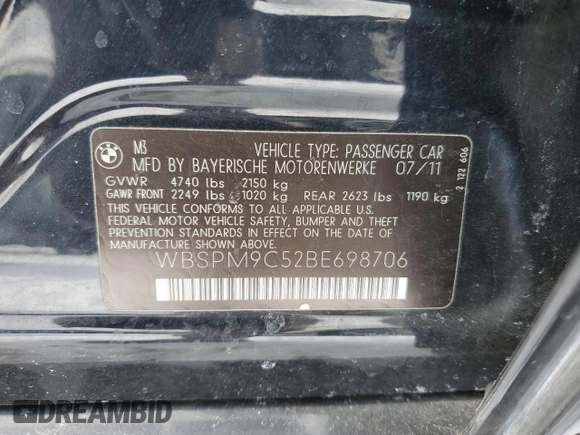 BMW
M3 VEHICLE TYPE: PASSENGER CAR
MFD BY BAYERISCHE MOTORENWERKE 07/11
GVWR 4740 lbs 2150 kg
GAWR FRONT 2249 lbs 1020 kg REAR 2623 lbs 1190 kg
THIS VEHICLE CONFORMS TO ALL APPLICABLE
FEDERAL MOTOR VEHICLE SAFETY, BUMPER AND THEFT
PREVENTION STANDARDS IN EFFECT ON THE DATE OF
MANUFACTURE SHOWN ABOVE.
WBSPM9C52BE698706
2 122 606
DREAMBID